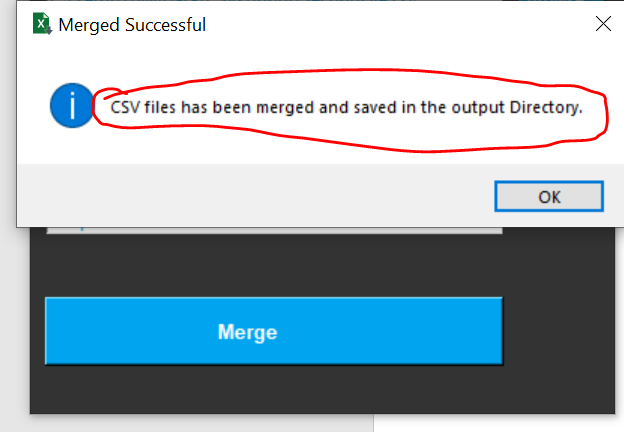 Merged Successful
CSV files has been merged and saved in the output Directory.
OK
Merge